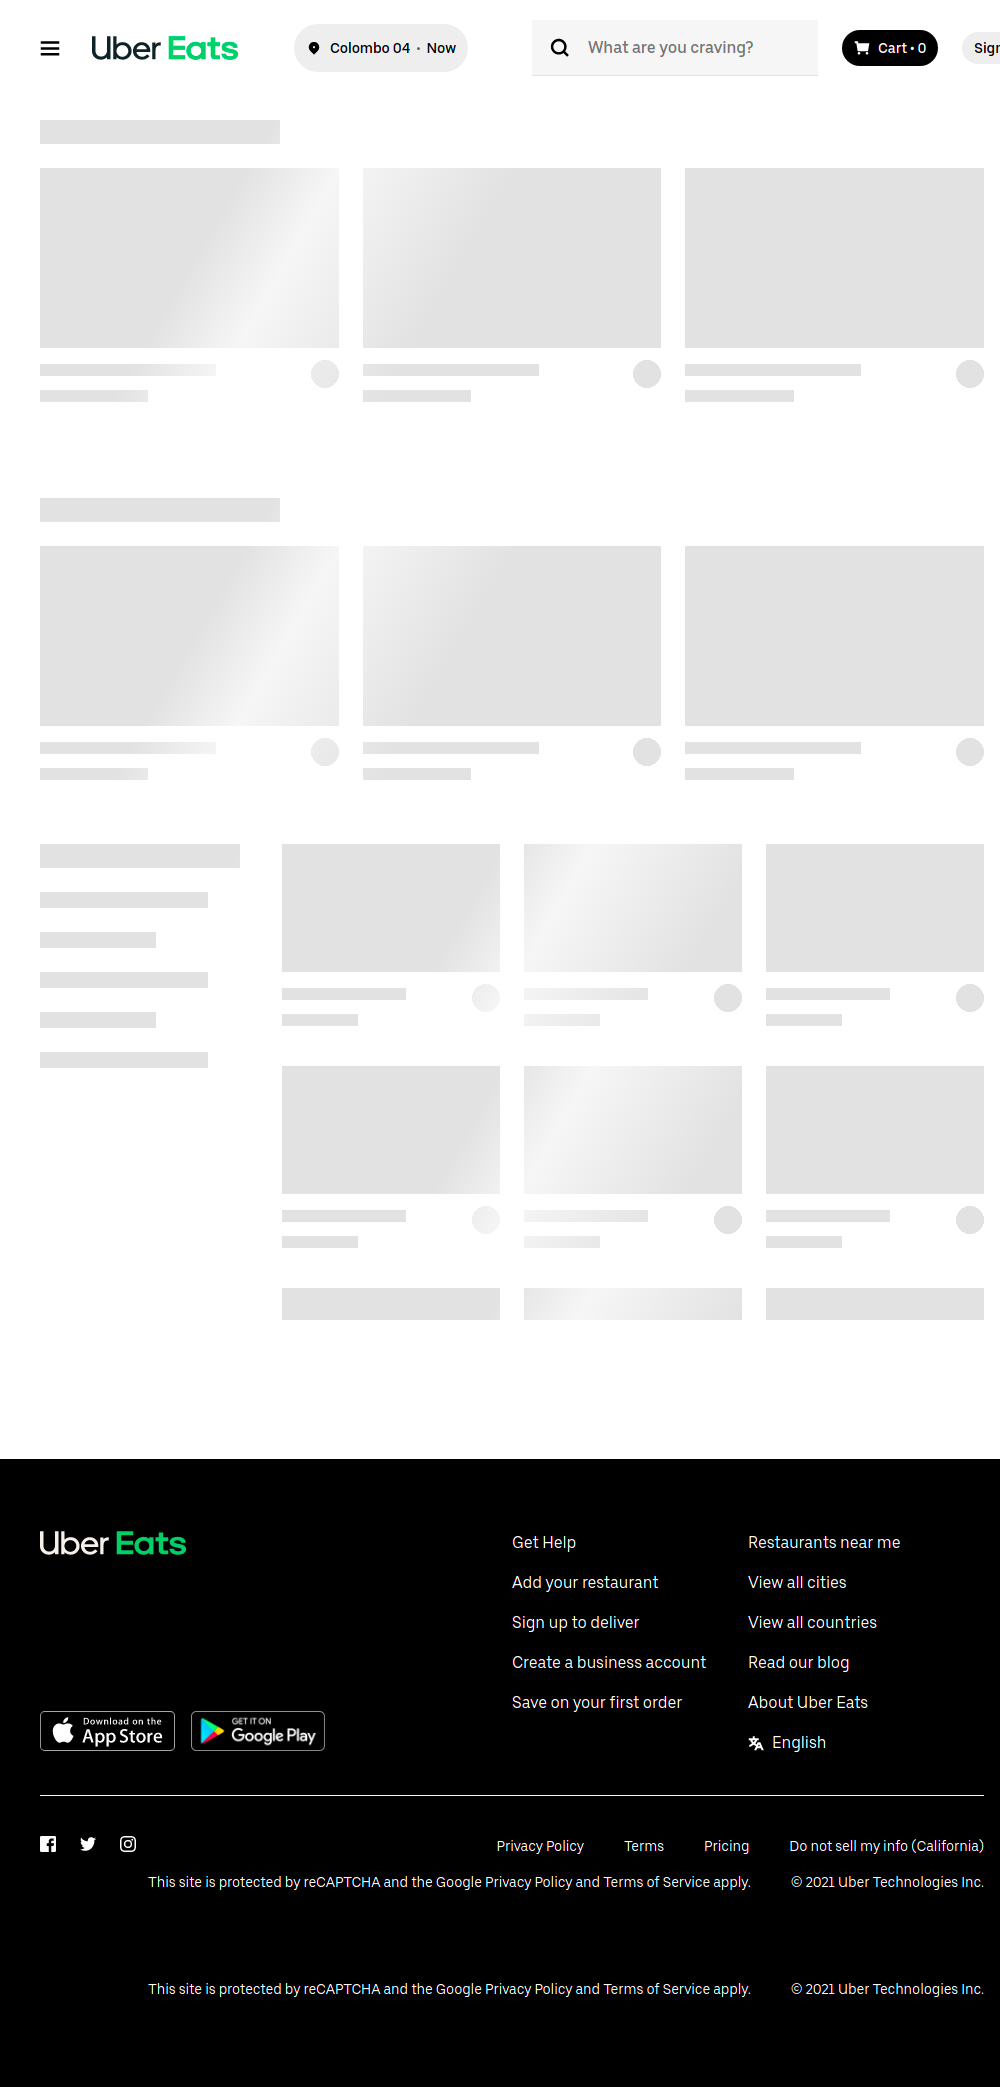 Uber Eats
Colombo 04 • Now
What are you craving?
Cart • 0
Sign
Uber Eats
Get Help
Add your restaurant
Sign up to deliver
Create a business account
Save on your first order
Restaurants near me
View all cities
View all countries
Read our blog
About Uber Eats
English
Download on the
App Store
GET IT ON
Google Play
Privacy Policy
Terms
Pricing
Do not sell my info (California)
This site is protected by reCAPTCHA and the Google Privacy Policy and Terms of Service apply.
© 2021 Uber Technologies Inc.
This site is protected by reCAPTCHA and the Google Privacy Policy and Terms of Service apply.
© 2021 Uber Technologies Inc.